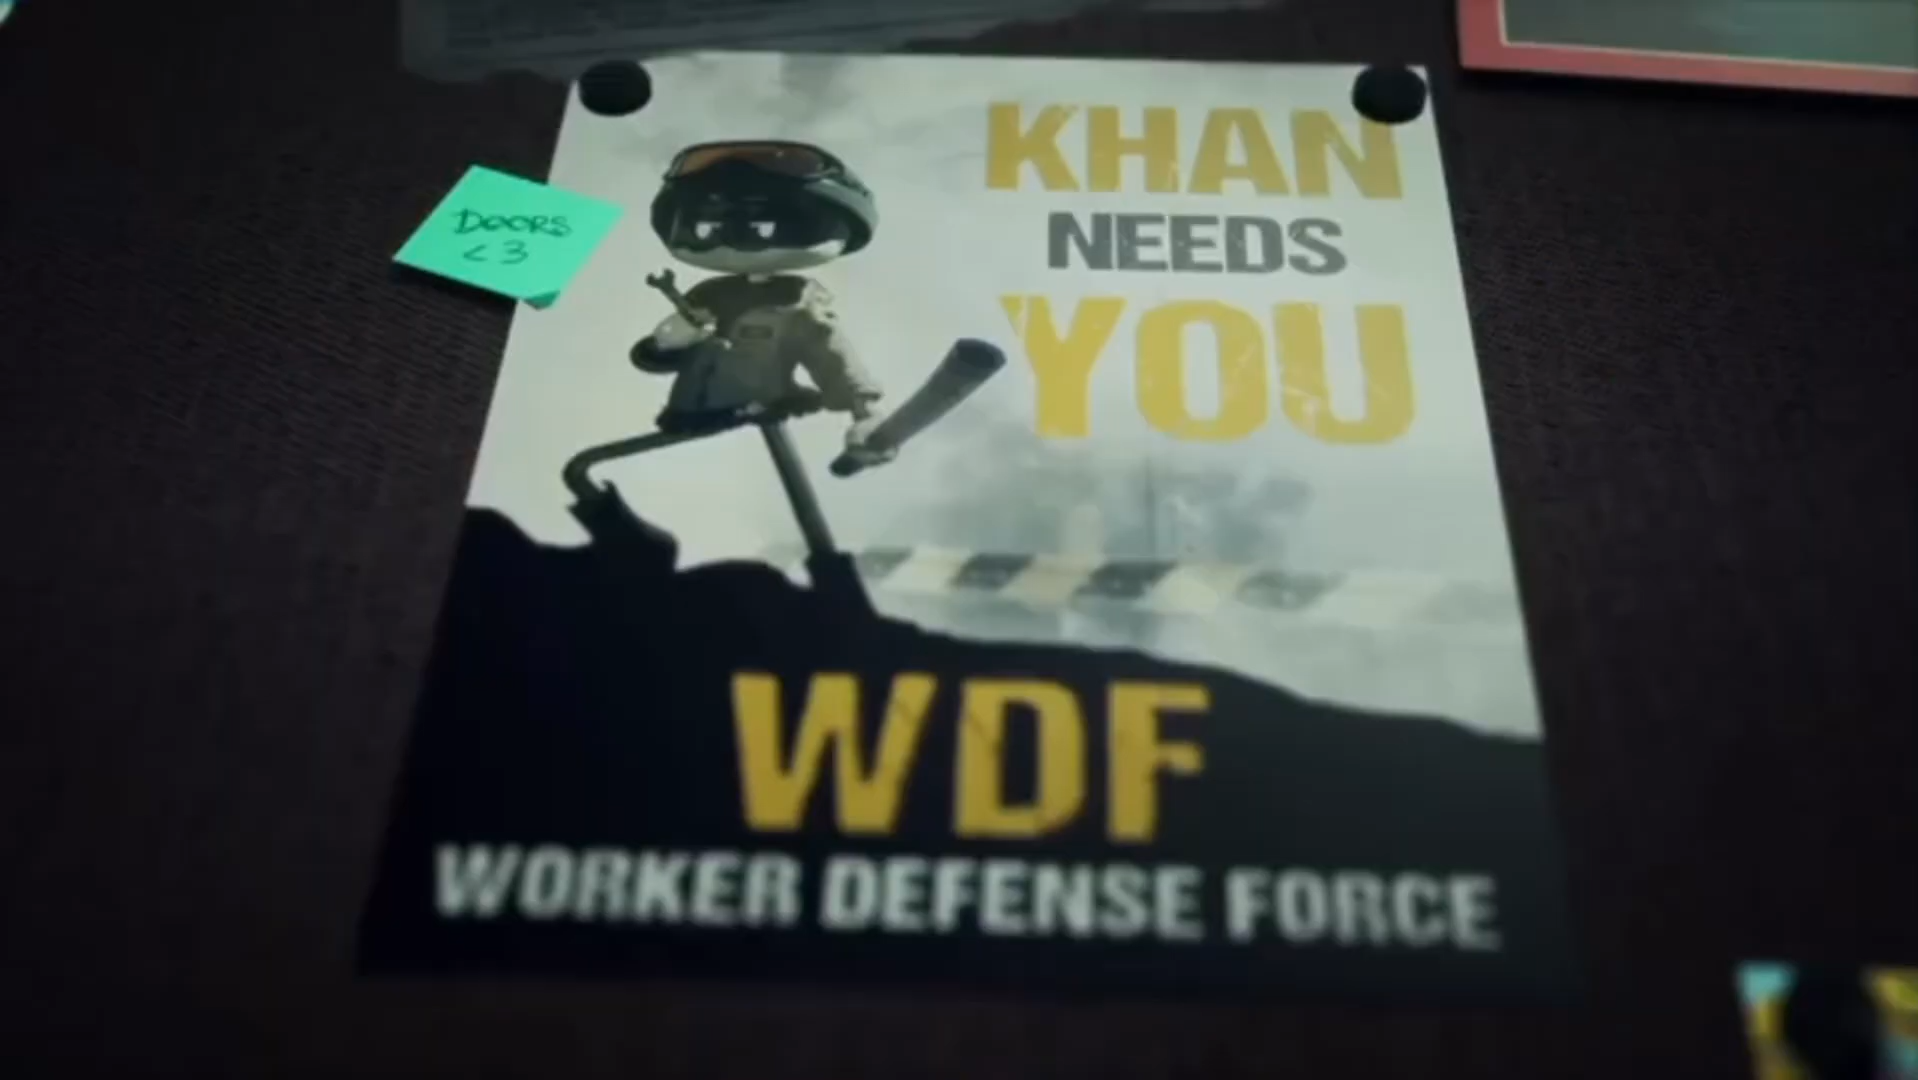 KHAN
NEEDS
YOU
DOORS
<3
WDF
WORKER DEFENSE FORCE